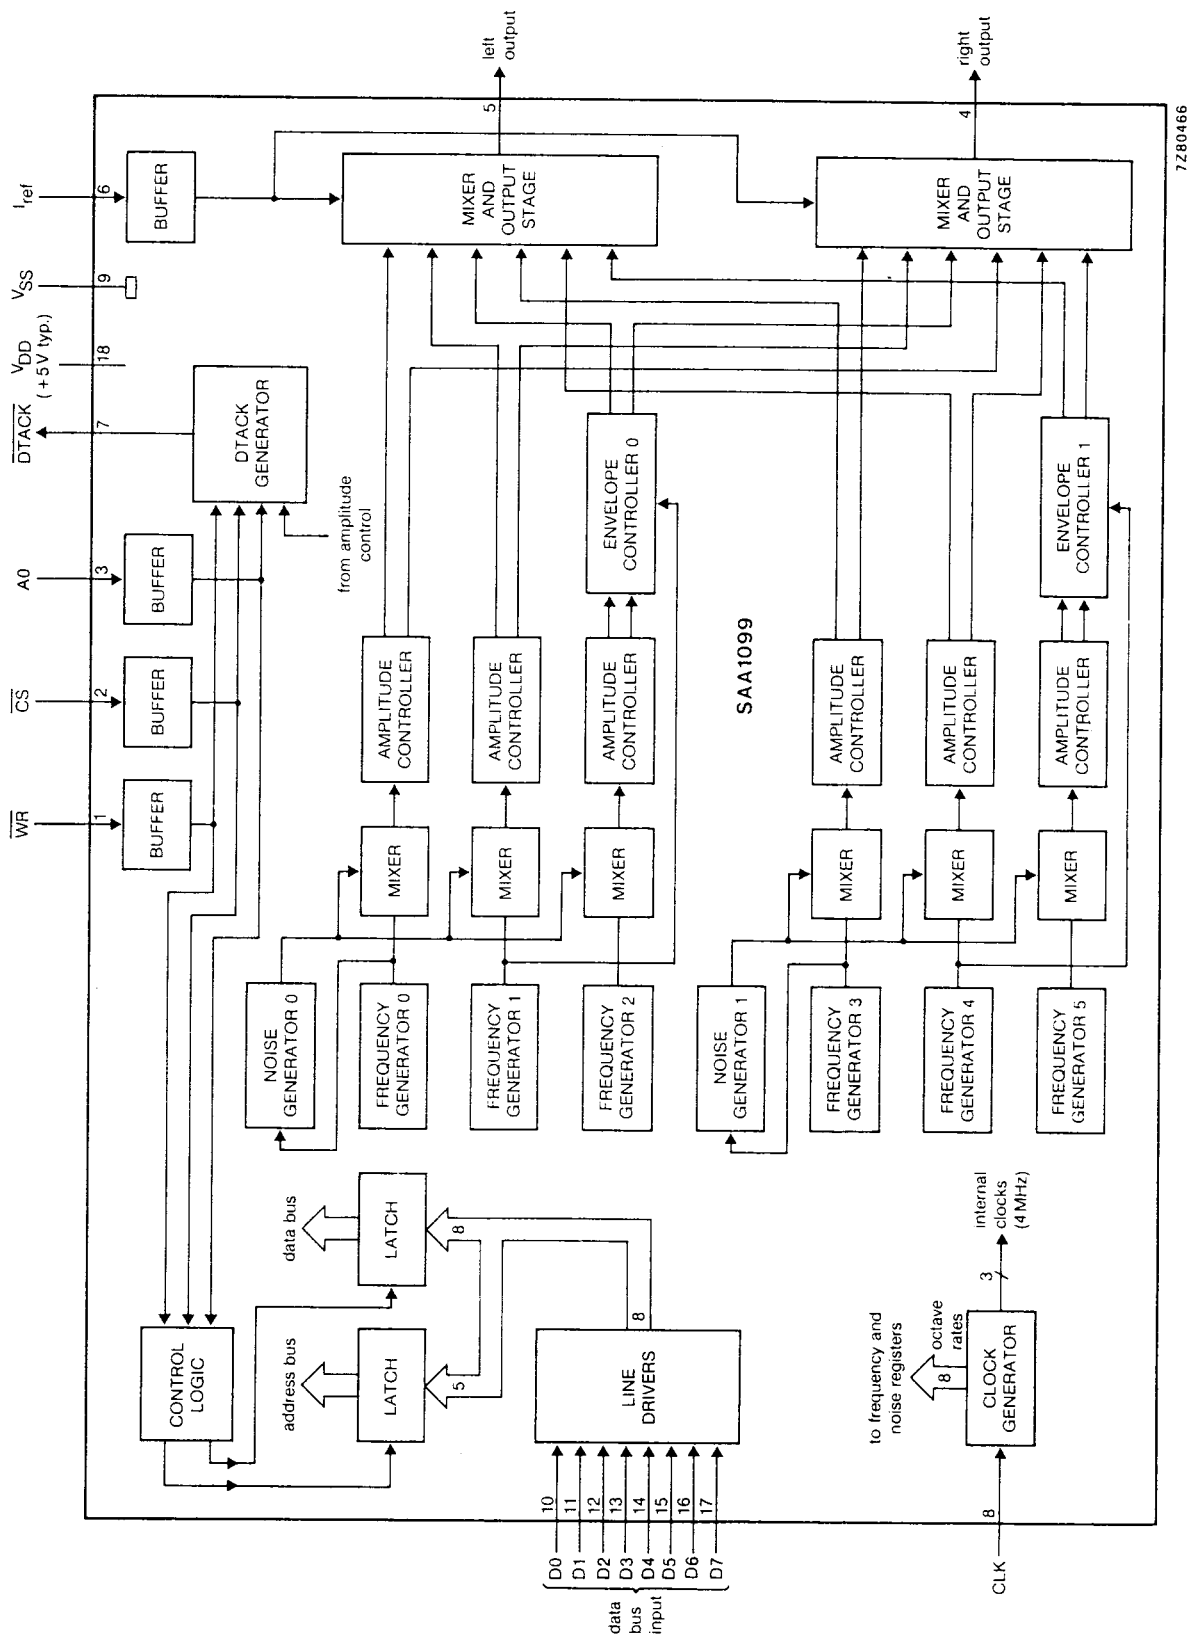 W̅R̅
C̅S̅
A0
D̅T̅A̅C̅K̅
VDD
(+5 V typ.)
VSS
Iref
1
2
3
7
18
9
6
BUFFER
BUFFER
BUFFER
BUFFER
CONTROL
LOGIC
DTACK
GENERATOR
from amplitude
control
address bus
data bus
LATCH
LATCH
5
8
8
LINE
DRIVERS
data
bus
input
D0
D1
D2
D3
D4
D5
D6
D7
10
11
12
13
14
15
16
17
NOISE
GENERATOR 0
FREQUENCY
GENERATOR 0
MIXER
AMPLITUDE
CONTROLLER
FREQUENCY
GENERATOR 1
MIXER
AMPLITUDE
CONTROLLER
FREQUENCY
GENERATOR 2
MIXER
AMPLITUDE
CONTROLLER
ENVELOPE
CONTROLLER 0
MIXER
AND
OUTPUT
STAGE
5
left
output
SAA1099
NOISE
GENERATOR 1
FREQUENCY
GENERATOR 3
MIXER
AMPLITUDE
CONTROLLER
FREQUENCY
GENERATOR 4
MIXER
AMPLITUDE
CONTROLLER
FREQUENCY
GENERATOR 5
MIXER
AMPLITUDE
CONTROLLER
ENVELOPE
CONTROLLER 1
MIXER
AND
OUTPUT
STAGE
4
right
output
to frequency and
noise registers
8
octave
rates
CLK
8
CLOCK
GENERATOR
3
internal
clocks
(4 MHz)
7Z80466